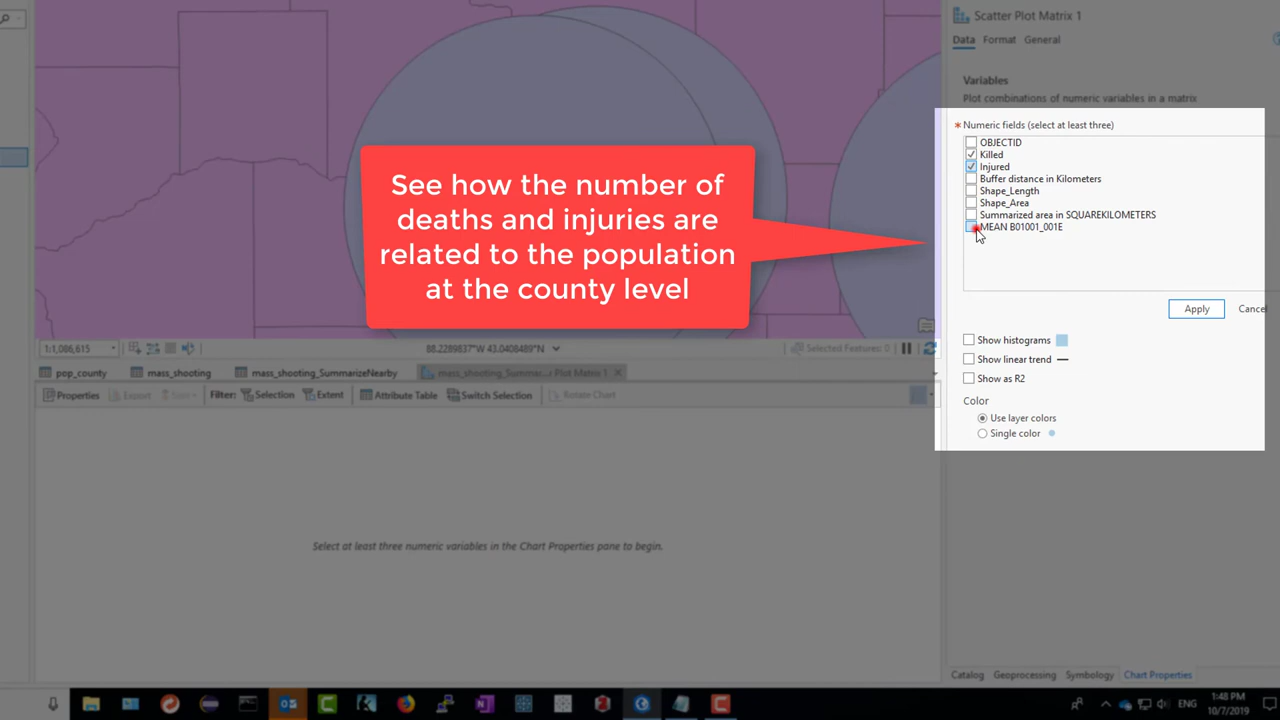 Scatter Plot Matrix 1
Data Format General
Variables
Plot combinations of numeric variables in a matrix
* Numeric fields (select at least three)
OBJECTID
Killed
Injured
Buffer distance in Kilometers
Shape_Length
Shape_Area
Summarized area in SQUAREKILOMETERS
MEAN B01001_001E
See how the number of
deaths and injuries are
related to the population
at the county level
Apply Cancel
Show histograms
Show linear trend
Show as R2
Color
Use layer colors
Single color
1:1,086,615
88.2289837°W 43.0408489°N
Selected Features: 0
pop_county mass_shooting mass_shooting_SummarizeNearby mass_shooting_Summar...r Plot Matrix 1
Properties Export Filter: Selection Extent Attribute Table Switch Selection Rotate Chart
Select at least three numeric variables in the Chart Properties pane to begin.
Catalog Geoprocessing Symbology Chart Properties
ENG
1:48 PM
10/7/2019